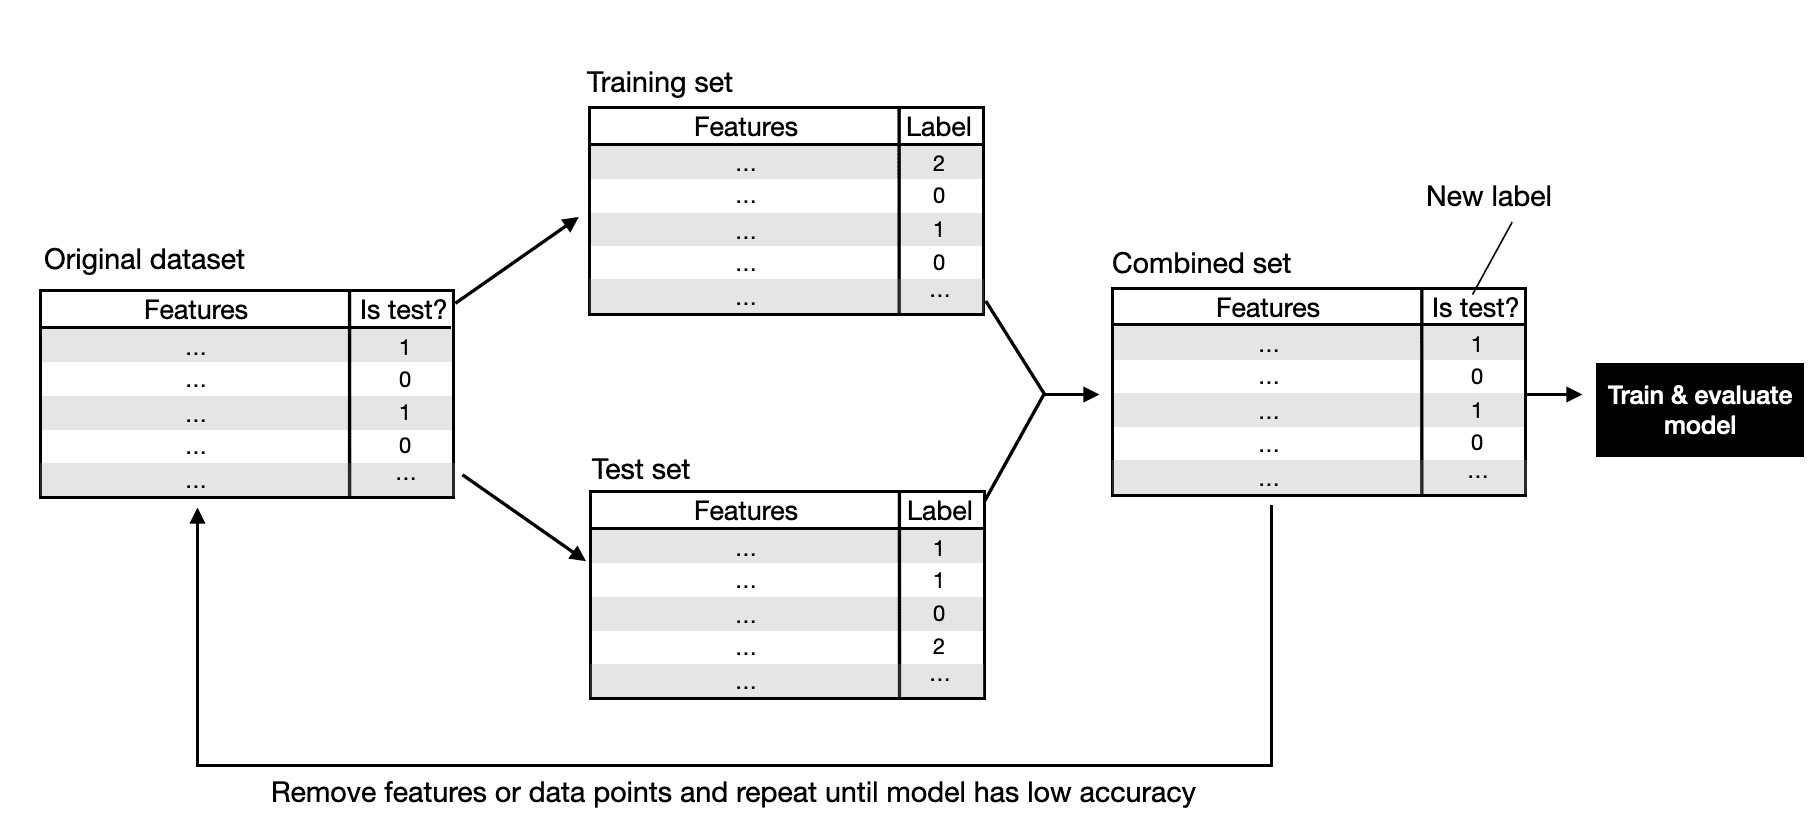 Training set
Features Label
... 2
... 0
... 1
... 0
... ...
Original dataset
Features Is test?
... 1
... 0
... 1
... 0
... ...
Test set
Features Label
... 1
... 1
... 0
... 2
... ...
New label
Combined set
Features Is test?
... 1
... 0
... 1
... 0
... ...
Train & evaluate
model
Remove features or data points and repeat until model has low accuracy